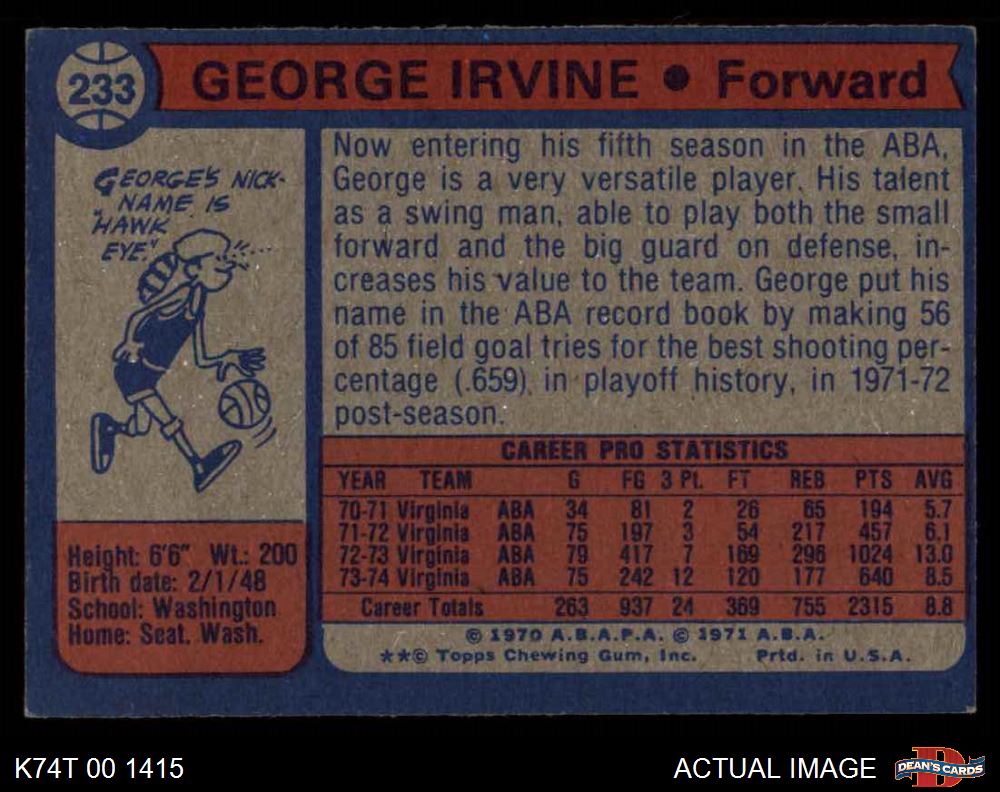 233
GEORGE IRVINE • Forward
GEORGE'S NICK-
NAME IS
"HAWK
EYE."
Now entering his fifth season in the ABA,
George is a very versatile player. His talent
as a swing man, able to play both the small
forward and the big guard on defense, in-
creases his value to the team. George put his
name in the ABA record book by making 56
of 85 field goal tries for the best shooting per-
centage (.659) in playoff history, in 1971-72
post-season.
Height: 6'6" Wt.: 200
Birth date: 2/1/48
School: Washington
Home: Seat. Wash.
CAREER PRO STATISTICS
YEAR TEAM G FG 3 Pt. FT REB PTS AVG
70-71 Virginia ABA 34 81 2 26 65 194 5.7
71-72 Virginia ABA 75 197 3 54 217 457 6.1
72-73 Virginia ABA 79 417 7 169 296 1024 13.0
73-74 Virginia ABA 75 242 12 120 177 640 8.5
Career Totals 263 937 24 369 755 2315 8.8
© 1970 A.B.A.P.A. © 1971 A.B.A.
**© Topps Chewing Gum, Inc. Prtd. in U.S.A.
K74T 00 1415
ACTUAL IMAGE
DEAN'S CARDS